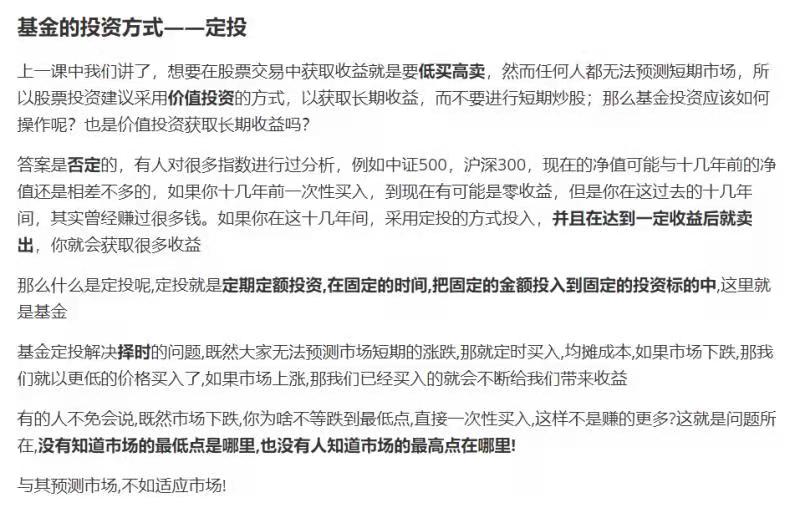 基金的投资方式——定投
上一课中我们讲了，想要在股票交易中获取收益就是要低买高卖，然而任何人都无法预测短期市场，所
以股票投资建议采用价值投资的方式，以获取长期收益，而不要进行短期炒股；那么基金投资应该如何
操作呢？也是价值投资获取长期收益吗？
答案是否定的，有人对很多指数进行过分析，例如中证500，沪深300，现在的净值可能与十几年前的净
值还是相差不多的，如果你十几年前一次性买入，到现在有可能是零收益，但是你在这过去的十几年
间，其实曾经赚过很多钱。如果你在这十几年间，采用定投的方式投入，并且在达到一定收益后就卖
出，你就会获取很多收益
那么什么是定投呢,定投就是定期定额投资,在固定的时间,把固定的金额投入到固定的投资标的中,这里就
是基金
基金定投解决择时的问题,既然大家无法预测市场短期的涨跌,那就定时买入,均摊成本,如果市场下跌,那我
们就以更低的价格买入了,如果市场上涨,那我们已经买入的就会不断给我们带来收益
有的人不免会说,既然市场下跌,你为啥不等跌到最低点,直接一次性买入,这样不是赚的更多?这就是问题所
在,没有知道市场的最低点是哪里,也没有人知道市场的最高点在哪里!
与其预测市场,不如适应市场!